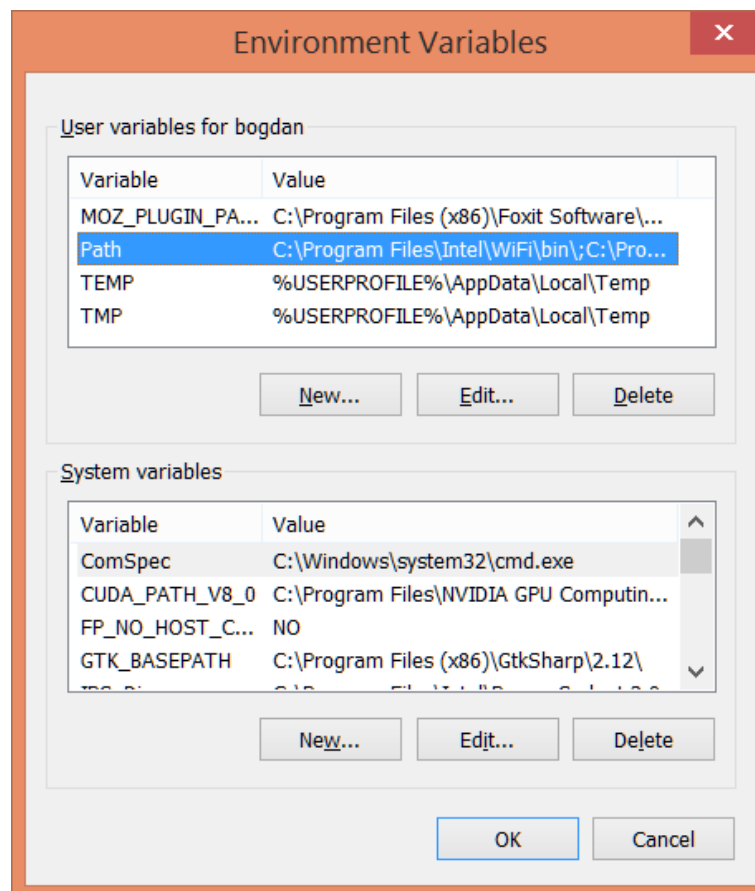 Environment Variables
User variables for bogdan
Variable Value
MOZ_PLUGIN_PA... C:\Program Files (x86)\Foxit Software\...
Path C:\Program Files\Intel\WiFi\bin\;C:\Pro...
TEMP %USERPROFILE%\AppData\Local\Temp
TMP %USERPROFILE%\AppData\Local\Temp
New... Edit... Delete
System variables
Variable Value
ComSpec C:\Windows\system32\cmd.exe
CUDA_PATH_V8_0 C:\Program Files\NVIDIA GPU Computin...
FP_NO_HOST_C... NO
GTK_BASEPATH C:\Program Files (x86)\GtkSharp\2.12\
New... Edit... Delete
OK Cancel